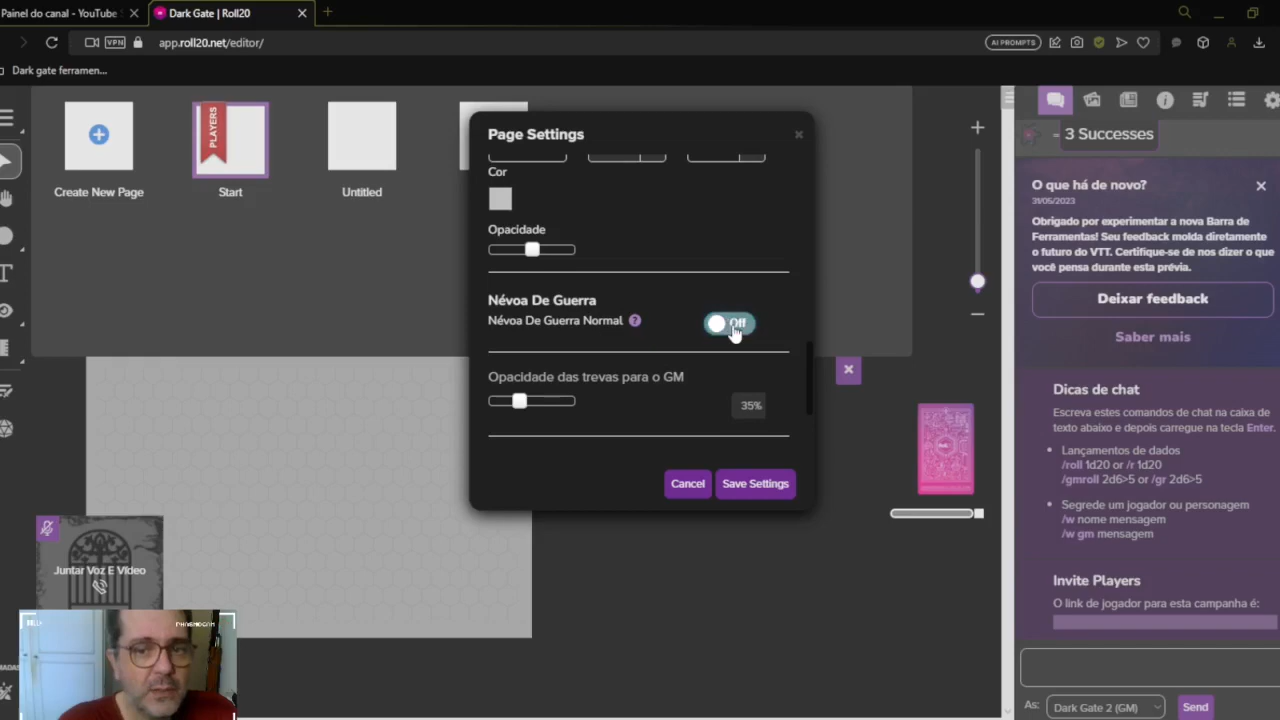 Painel do canal - YouTube
Dark Gate | Roll20
VPN
app.roll20.net/editor/
AI PROMPTS
Dark gate ferramen...
PLAYERS
Create New Page
Start
Untitled
Page Settings
Cor
Opacidade
Névoa De Guerra
Névoa De Guerra Normal
?
Off
Opacidade das trevas para o GM
35%
Cancel
Save Settings
= 3 Successes
O que há de novo?
31/05/2023
Obrigado por experimentar a nova Barra de
Ferramentas! Seu feedback molda diretamente
o futuro do VTT. Certifique-se de nos dizer o que
você pensa durante esta prévia.
Deixar feedback
Saber mais
Dicas de chat
Escreva estes comandos de chat na caixa de
texto abaixo e depois carregue na tecla Enter.
Lançamentos de dados
/roll 1d20 or /r 1d20
/gmroll 2d6>5 or /gr 2d6>5
Segrede um jogador ou personagem
/w nome mensagem
/w gm mensagem
Invite Players
O link de jogador para esta campanha é:
Juntar Voz E Vídeo
As:
Dark Gate 2 (GM)
Send